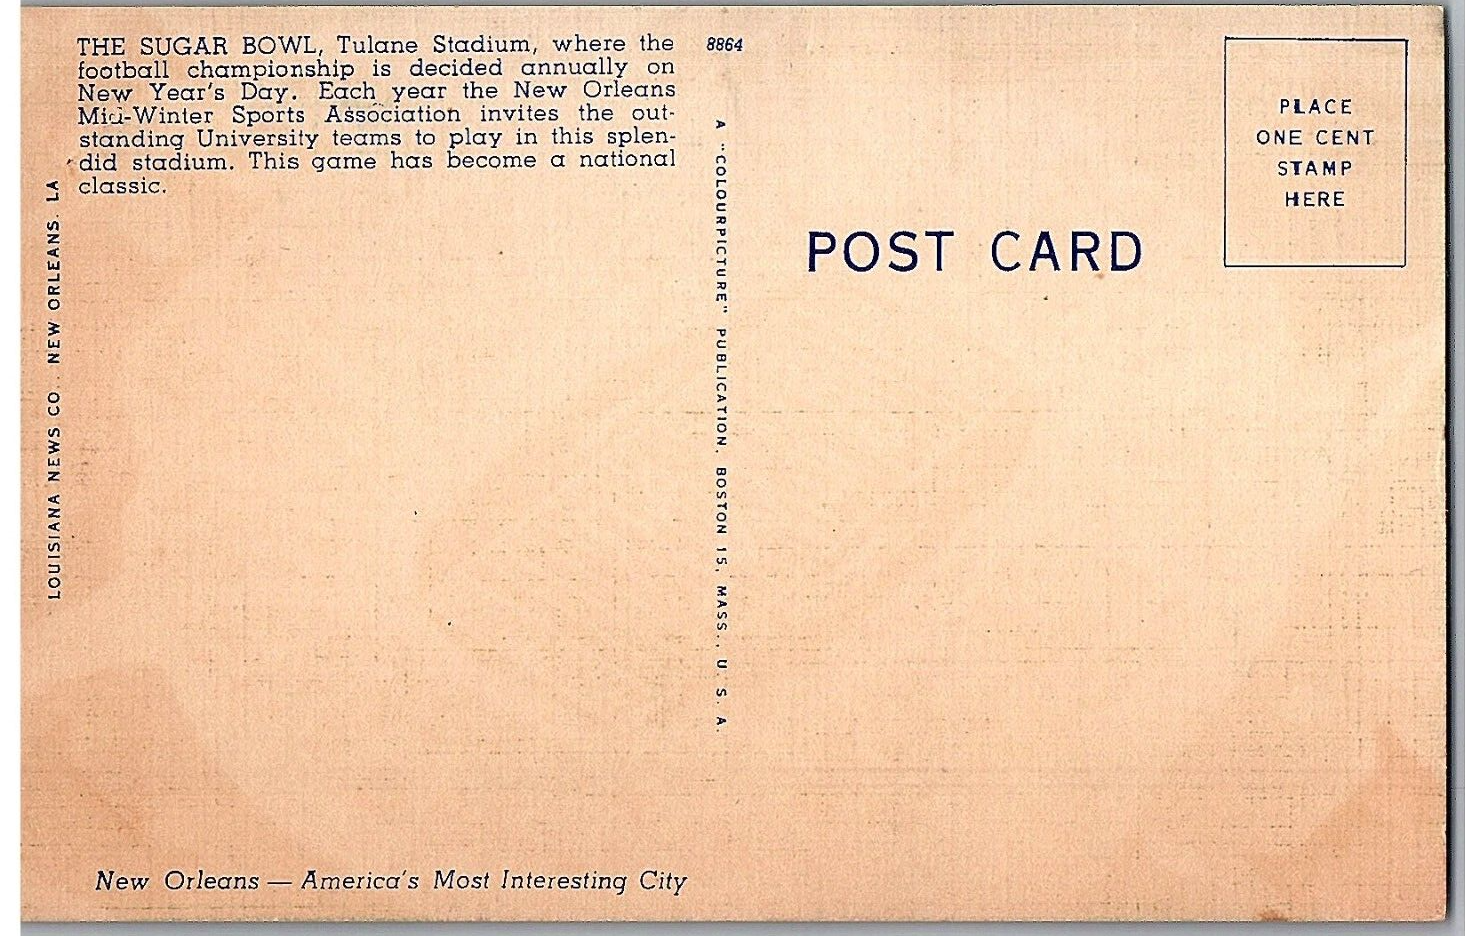 THE SUGAR BOWL, Tulane Stadium, where the
football championship is decided annually on
New Year's Day. Each year the New Orleans
Mid-Winter Sports Association invites the out-
standing University teams to play in this splen-
did stadium. This game has become a national
classic.
LOUISIANA NEWS CO., NEW ORLEANS, LA
New Orleans — America's Most Interesting City
8864
A "COLOURPICTURE" PUBLICATION, BOSTON 15, MASS., U. S. A.
POST CARD
PLACE
ONE CENT
STAMP
HERE